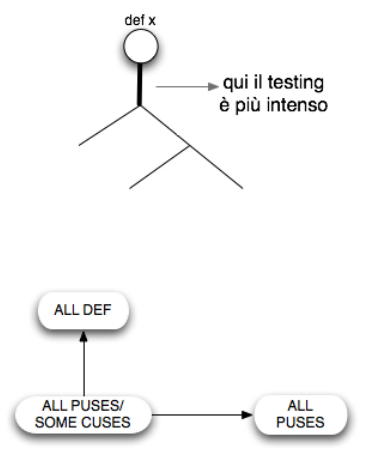 def x
qui il testing
è più intenso
ALL DEF
ALL PUSES/
SOME CUSES
ALL
PUSES